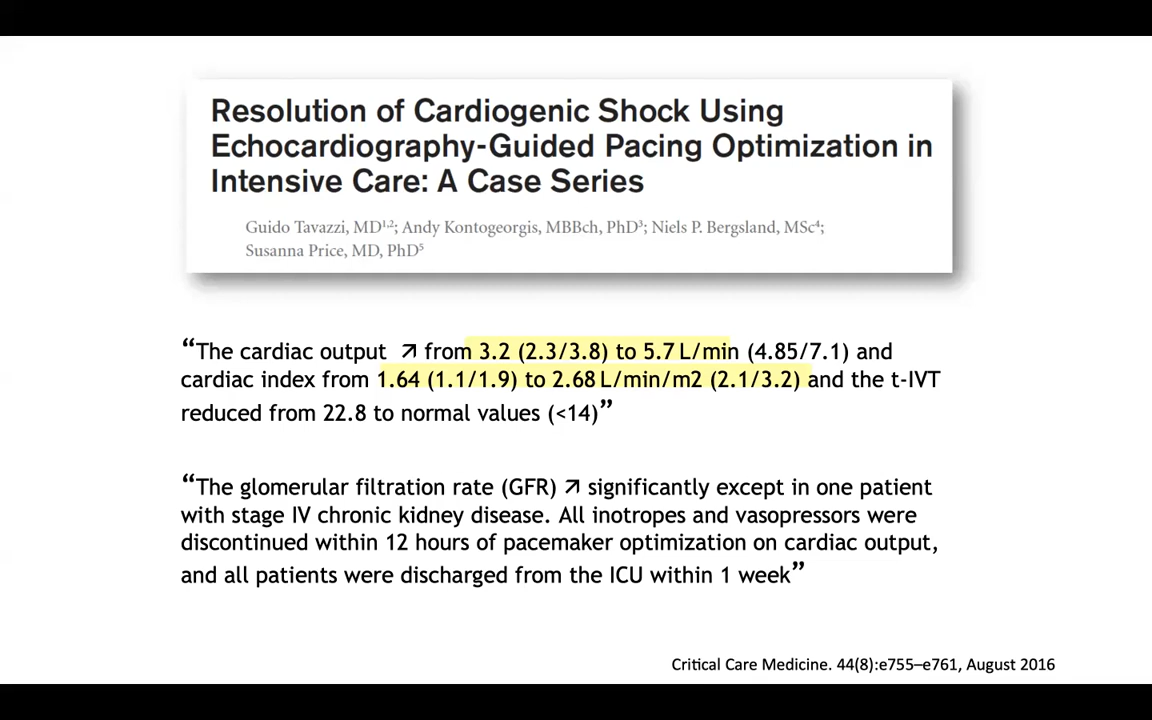 Resolution of Cardiogenic Shock Using
Echocardiography-Guided Pacing Optimization in
Intensive Care: A Case Series
Guido Tavazzi, MD¹,²; Andy Kontogeorgis, MBBch, PhD³; Niels P. Bergsland, MSc⁴;
Susanna Price, MD, PhD⁵
“The cardiac output ↗ from 3.2 (2.3/3.8) to 5.7 L/min (4.85/7.1) and
cardiac index from 1.64 (1.1/1.9) to 2.68 L/min/m2 (2.1/3.2) and the t-IVT
reduced from 22.8 to normal values (<14)”
“The glomerular filtration rate (GFR) ↗ significantly except in one patient
with stage IV chronic kidney disease. All inotropes and vasopressors were
discontinued within 12 hours of pacemaker optimization on cardiac output,
and all patients were discharged from the ICU within 1 week”
Critical Care Medicine. 44(8):e755–e761, August 2016